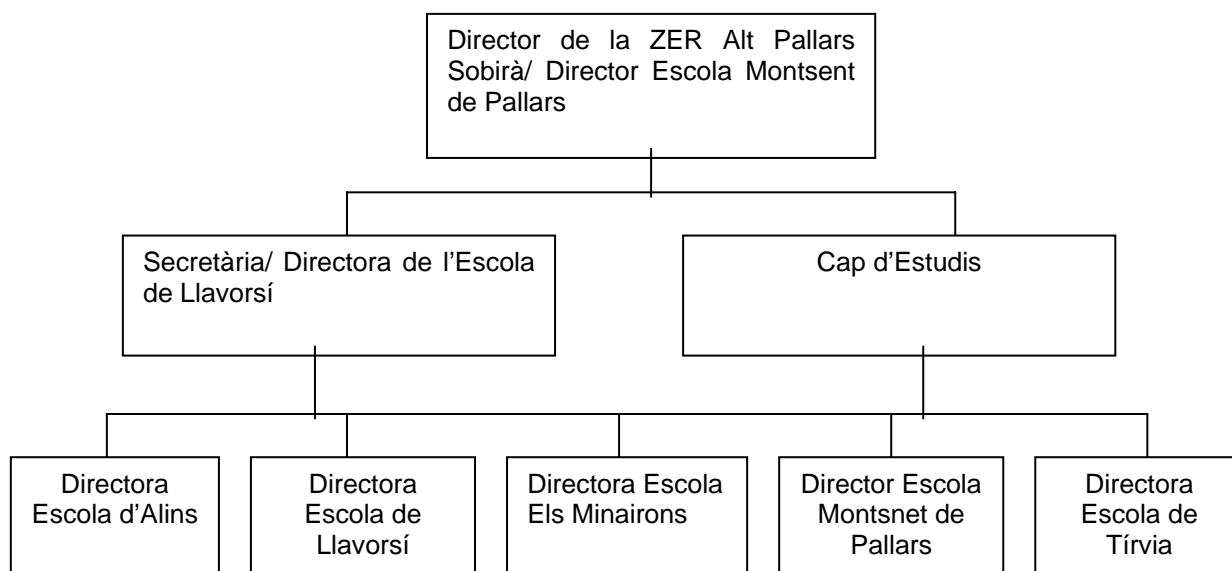 Director de la ZER Alt Pallars
Sobirà/ Director Escola Montsent
de Pallars
Secretària/ Directora de l'Escola
de Llavorsí
Cap d'Estudis
Directora
Escola d'Alins
Directora
Escola de
Llavorsí
Directora Escola
Els Minairons
Director Escola
Montsnet de
Pallars
Directora
Escola de
Tírvia